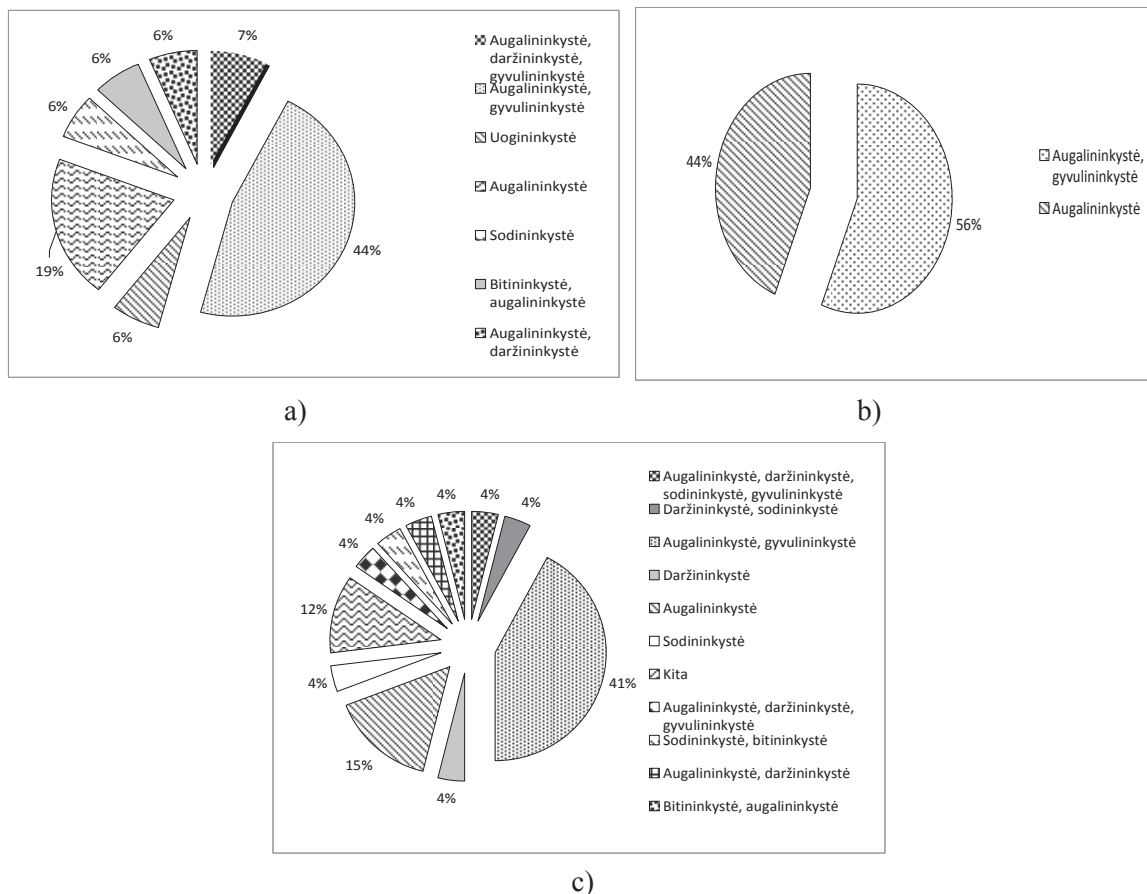 6%
7%
6%
6%
19%
6%
44%
Augalininkystė,
daržininkystė,
gyvulininkystė
Augalininkystė,
gyvulininkystė
Uogininkystė
Augalininkystė
Sodininkystė
Bitininkystė,
augalininkystė
Augalininkystė,
daržininkystė
a)
44%
56%
Augalininkystė,
gyvulininkystė
Augalininkystė
b)
4%
4%
4%
4%
4%
4%
12%
4%
15%
4%
41%
Augalininkystė, daržininkystė,
sodininkystė, gyvulininkystė
Daržininkystė, sodininkystė
Augalininkystė, gyvulininkystė
Daržininkystė
Augalininkystė
Sodininkystė
Kita
Augalininkystė, daržininkystė,
gyvulininkystė
Sodininkystė, bitininkystė
Augalininkystė, daržininkystė
Bitininkystė, augalininkystė
c)